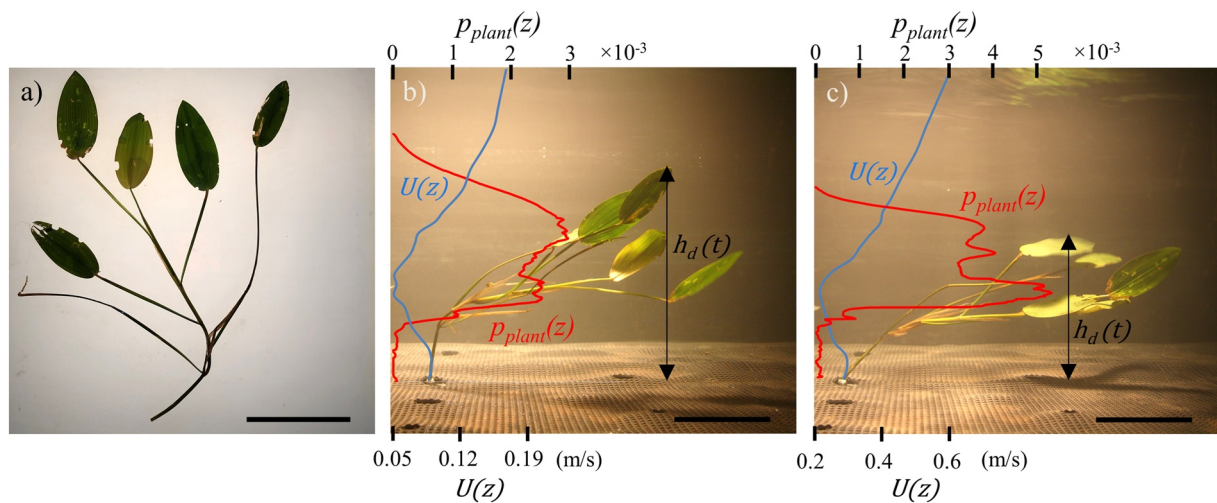 p_plant(z)
0 1 2 3 ×10⁻³
p_plant(z)
0 1 2 3 4 5 ×10⁻³
a)
b)
c)
U(z)
U(z)
p_plant(z)
h_d(t)
p_plant(z)
h_d(t)
0.05 0.12 0.19 (m/s)
U(z)
0.2 0.4 0.6 (m/s)
U(z)